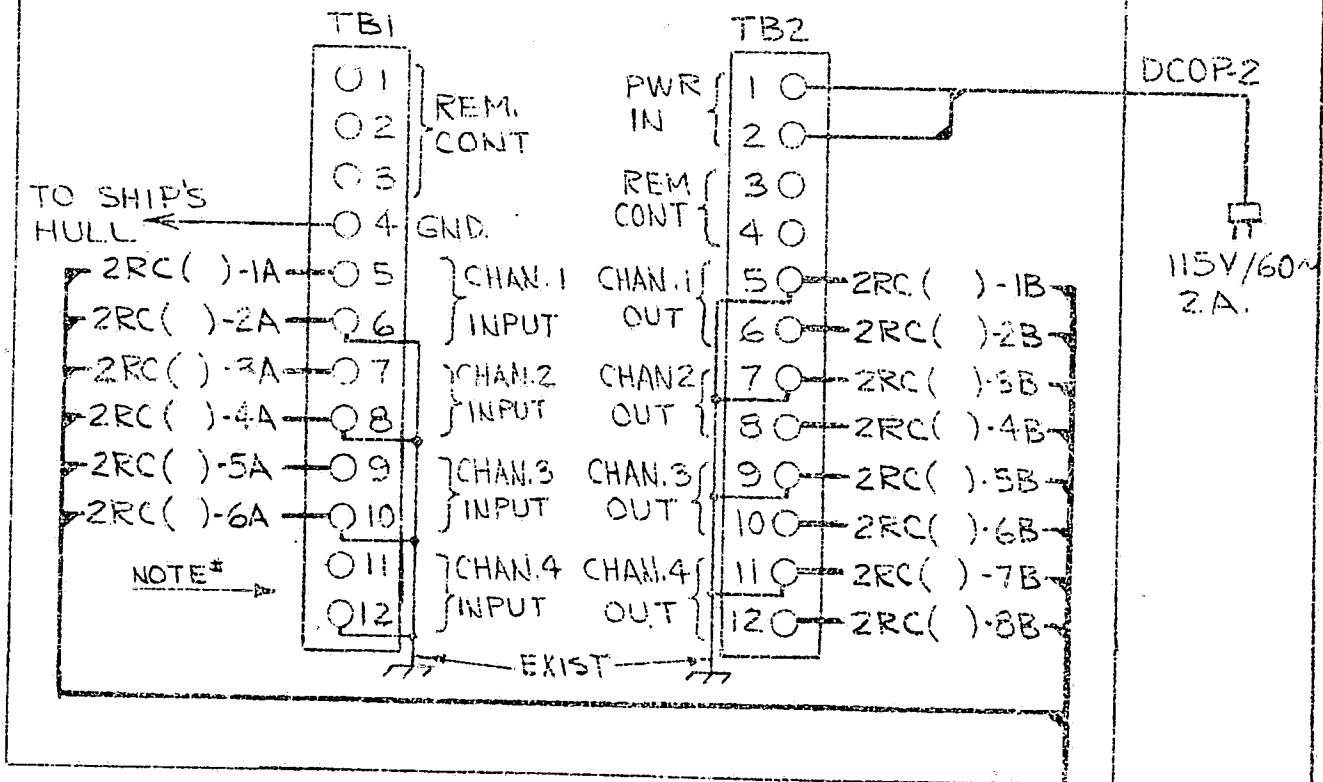 TB1
TB2
DCOP-2
1
2
3
4
5
6
7
8
9
10
11
12
REM.
CONT
GND.
TO SHIP'S
HULL
2RC( )-1A
2RC( )-2A
2RC( )-3A
2RC( )-4A
2RC( )-5A
2RC( )-6A
NOTE#
CHAN.1
INPUT
CHAN.2
INPUT
CHAN.3
INPUT
CHAN.4
INPUT
PWR
IN
REM
CONT
CHAN.1
OUT
CHAN2
OUT
CHAN.3
OUT
CHAN.4
OUT
1
2
3
4
5
6
7
8
9
10
11
12
2RC( )-1B
2RC( )-2B
2RC( )-3B
2RC( )-4B
2RC( )-5B
2RC( )-6B
2RC( )-7B
2RC( )-8B
115V/60~
2A.
EXIST